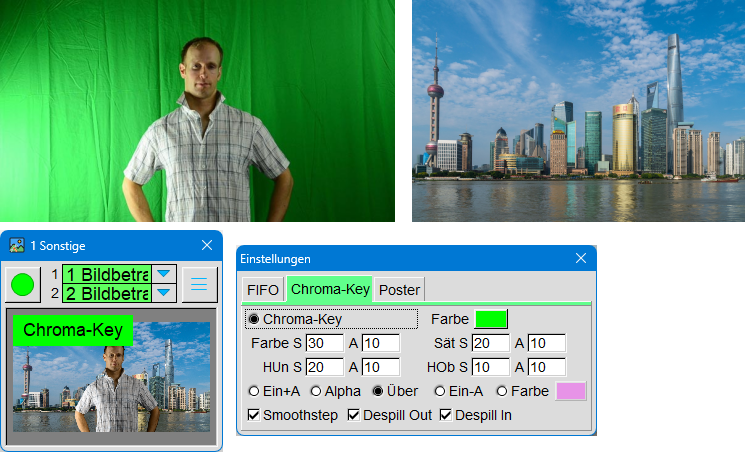 1 Sonstige
1 1 Bildbetra
2 2 Bildbetra
Chroma-Key
Einstellungen
FIFO Chroma-Key Poster
Chroma-Key Farbe
Farbe S 30 A 10 Sät S 20 A 10
HUn S 20 A 10 HOb S 10 A 10
Ein+A Alpha Über Ein-A Farbe
Smoothstep Despill Out Despill In